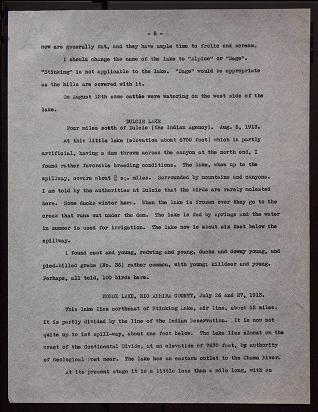 - 8 -
now are generally fat, and they have ample time to frolic and scream.
I should change the name of the lake to "Alpine" or "Sage".
"Stinking" is not applicable to the lake. "Sage" would be appropriate
as the hills are covered with it.
On August 12th some cattle were watering on the west side of the
lake.
DULCIE LAKE
Four miles south of Dulcie (the Indian Agency). Aug. 8, 1913.
At this little lake (elevation about 6700 feet) which is partly
artificial, having a dam thrown across the canyon at the north end, I
found rather favorable breeding conditions. The lake, when up to the
spillway, covers about sq. miles. Surrounded by mountains and canyons.
I am told by the authorities at Dulcie that the birds are rarely molested
here. Some ducks winter here. When the lake is frozen over they go to the
creek that runs out under the dam. The lake is fed by springs and the water
in summer is used for irrigation. The lake now is about six feet below the
spillway.
I found coot and young, redwing and young, ducks and downy young, and
pied-billed grebe (No. 36) rather common, with young; killdeer and young.
Perhaps, all told, 100 birds here.
HORSE LAKE, RIO ARRIBA COUNTY, July 26 and 27, 1913.
This lake lies northeast of Stinking Lake, air line, about 12 miles.
It is partly divided by the line of the Indian Reservation. It is now not
quite up to its spill-way, about one foot below. The lake lies almost on the
crest of the Continental Divide, at an elevation of 7630 feet, by authority
of Geological Post near. The lake has an eastern outlet to the Chama River.
At its present stage it is a little less than a mile long, with an